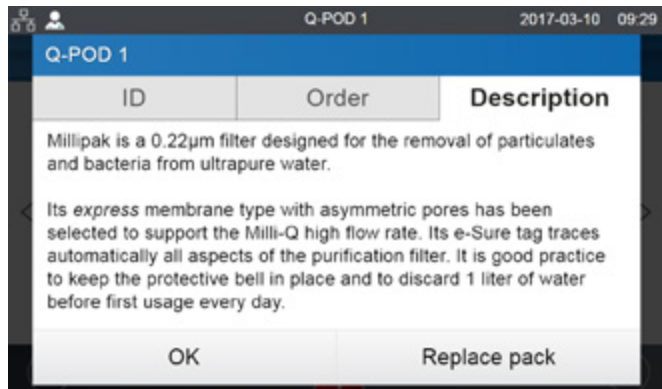 Q-POD 1 2017-03-10 09:29
Q-POD 1
ID Order Description
Millipak is a 0.22µm filter designed for the removal of particulates
and bacteria from ultrapure water.
Its express membrane type with asymmetric pores has been
selected to support the Milli-Q high flow rate. Its e-Sure tag traces
automatically all aspects of the purification filter. It is good practice
to keep the protective bell in place and to discard 1 liter of water
before first usage every day.
OK Replace pack